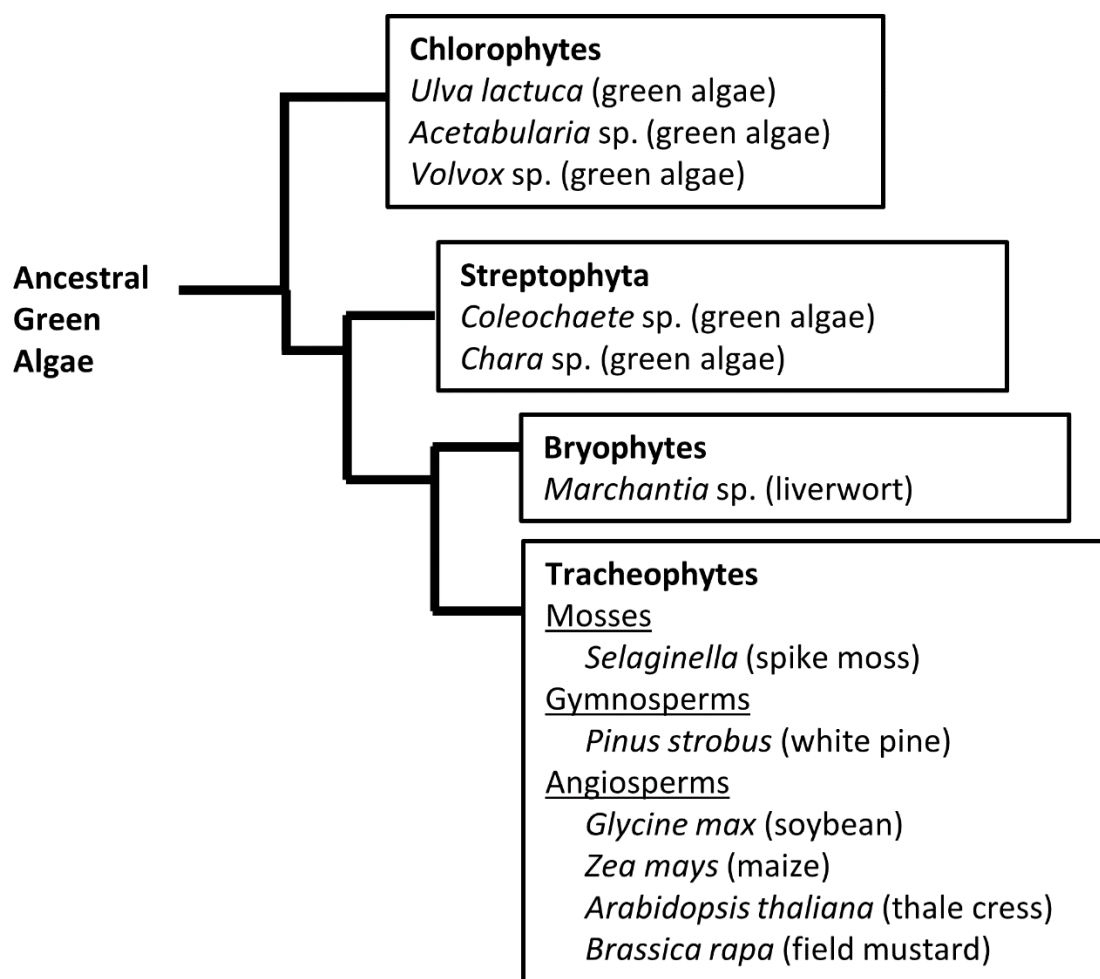 Chlorophytes
Ulva lactuca (green algae)
Acetabularia sp. (green algae)
Volvox sp. (green algae)
Ancestral
Green
Algae
Streptophyta
Coleochaete sp. (green algae)
Chara sp. (green algae)
Bryophytes
Marchantia sp. (liverwort)
Tracheophytes
Mosses
Selaginella (spike moss)
Gymnosperms
Pinus strobus (white pine)
Angiosperms
Glycine max (soybean)
Zea mays (maize)
Arabidopsis thaliana (thale cress)
Brassica rapa (field mustard)